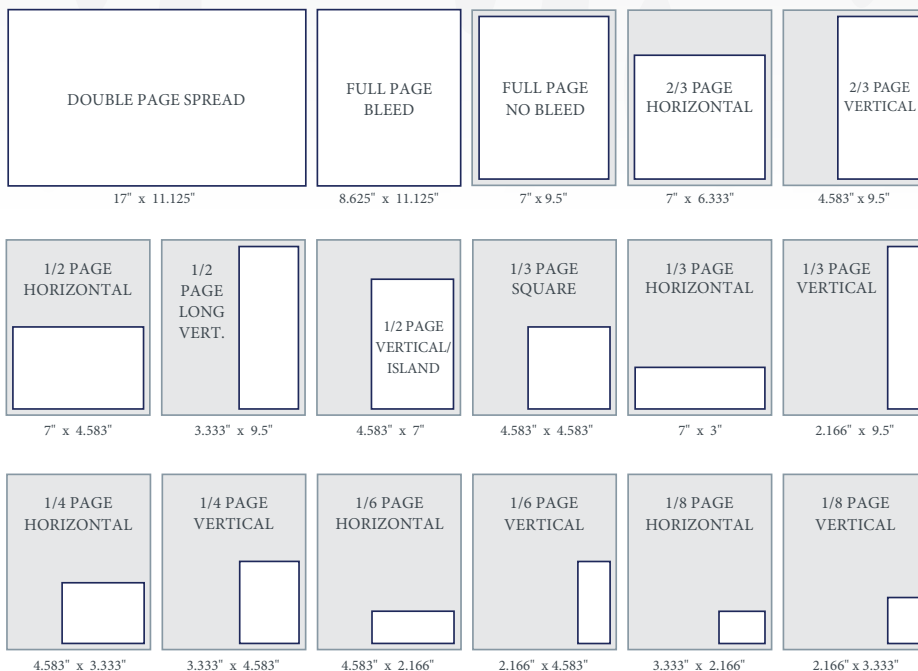 DOUBLE PAGE SPREAD
17" x 11.125"
FULL PAGE
BLEED
8.625" x 11.125"
FULL PAGE
NO BLEED
7" x 9.5"
2/3 PAGE
HORIZONTAL
7" x 6.333"
2/3 PAGE
VERTICAL
4.583" x 9.5"
1/2 PAGE
HORIZONTAL
7" x 4.583"
1/2
PAGE
LONG
VERT.
3.333" x 9.5"
1/2 PAGE
VERTICAL/
ISLAND
4.583" x 7"
1/3 PAGE
SQUARE
4.583" x 4.583"
1/3 PAGE
HORIZONTAL
7" x 3"
1/3 PAGE
VERTICAL
2.166" x 9.5"
1/4 PAGE
HORIZONTAL
4.583" x 3.333"
1/4 PAGE
VERTICAL
3.333" x 4.583"
1/6 PAGE
HORIZONTAL
4.583" x 2.166"
1/6 PAGE
VERTICAL
2.166" x 4.583"
1/8 PAGE
HORIZONTAL
3.333" x 2.166"
1/8 PAGE
VERTICAL
2.166" x 3.333"